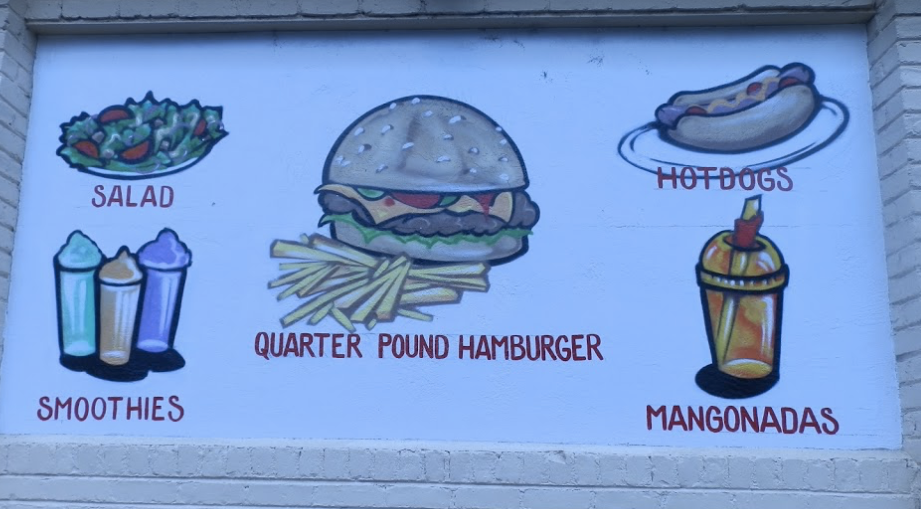 SALAD
HOTDOGS
QUARTER POUND HAMBURGER
SMOOTHIES
MANGONADAS